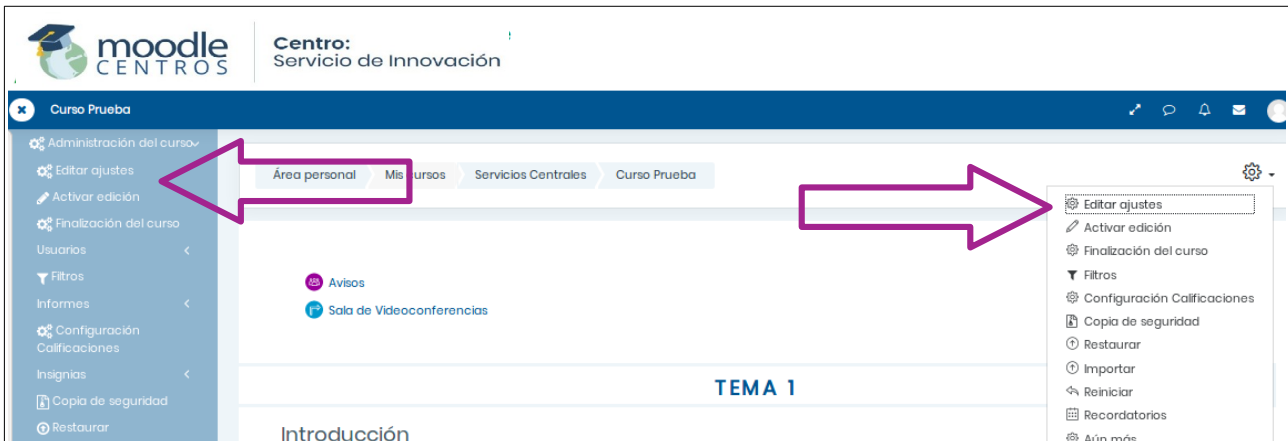 moodle
CENTROS
Centro:
Servicio de Innovación
Curso Prueba
Administración del curso
Editar ajustes
Activar edición
Finalización del curso
Usuarios
Filtros
Informes
Configuración
Calificaciones
Insignias
Copia de seguridad
Restaurar
Área personal
Mis cursos
Servicios Centrales
Curso Prueba
Avisos
Sala de Videoconferencias
TEMA 1
Introducción
Editar ajustes
Activar edición
Finalización del curso
Filtros
Configuración Calificaciones
Copia de seguridad
Restaurar
Importar
Reiniciar
Recordatorios
Aún más